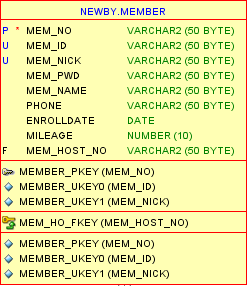 NEWBY.MEMBER
P * MEM_NO VARCHAR2 (50 BYTE)
U MEM_ID VARCHAR2 (50 BYTE)
U MEM_NICK VARCHAR2 (50 BYTE)
MEM_PWD VARCHAR2 (50 BYTE)
MEM_NAME VARCHAR2 (50 BYTE)
PHONE VARCHAR2 (50 BYTE)
ENROLLDATE DATE
MILEAGE NUMBER (10)
F MEM_HOST_NO VARCHAR2 (50 BYTE)
MEMBER_PKEY (MEM_NO)
MEMBER_UKEY0 (MEM_ID)
MEMBER_UKEY1 (MEM_NICK)
MEM_HO_FKEY (MEM_HOST_NO)
MEMBER_PKEY (MEM_NO)
MEMBER_UKEY0 (MEM_ID)
MEMBER_UKEY1 (MEM_NICK)